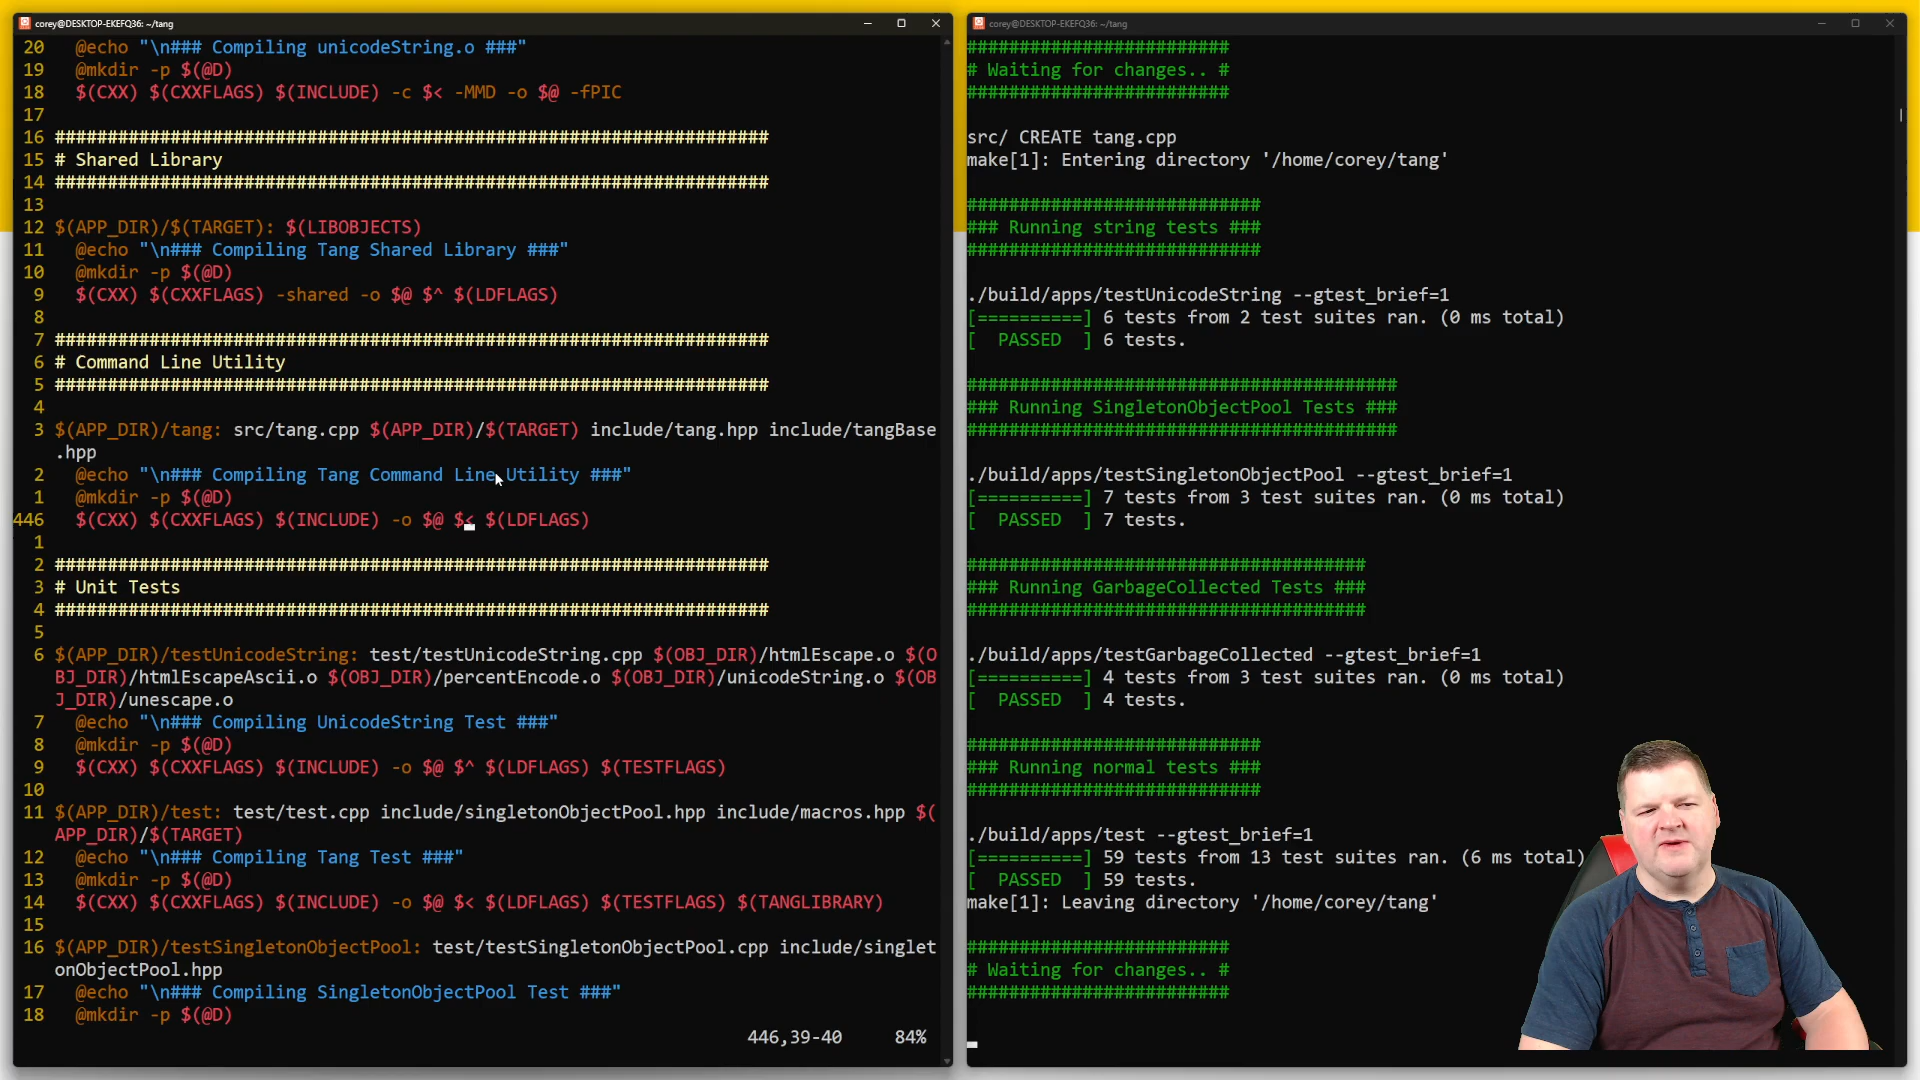 corey@DESKTOP-EKEFQ36: ~/tang
20 @echo "\n### Compiling unicodeString.o ###"
19 @mkdir -p $(@D)
18 $(CXX) $(CXXFLAGS) $(INCLUDE) -c $< -MMD -o $@ -fPIC
17
16 ####################################################################
15 # Shared Library
14 ####################################################################
13
12 $(APP_DIR)/$(TARGET): $(LIBOBJECTS)
11 @echo "\n### Compiling Tang Shared Library ###"
10 @mkdir -p $(@D)
9 $(CXX) $(CXXFLAGS) -shared -o $@ $^ $(LDFLAGS)
8
7 ####################################################################
6 # Command Line Utility
5 ####################################################################
4
3 $(APP_DIR)/tang: src/tang.cpp $(APP_DIR)/$(TARGET) include/tang.hpp include/tangBase
.hpp
2 @echo "\n### Compiling Tang Command Line Utility ###"
1 @mkdir -p $(@D)
446 $(CXX) $(CXXFLAGS) $(INCLUDE) -o $@ $< $(LDFLAGS)
1
2 ####################################################################
3 # Unit Tests
4 ####################################################################
5
6 $(APP_DIR)/testUnicodeString: test/testUnicodeString.cpp $(OBJ_DIR)/htmlEscape.o $(O
BJ_DIR)/htmlEscapeAscii.o $(OBJ_DIR)/percentEncode.o $(OBJ_DIR)/unicodeString.o $(OB
J_DIR)/unescape.o
7 @echo "\n### Compiling UnicodeString Test ###"
8 @mkdir -p $(@D)
9 $(CXX) $(CXXFLAGS) $(INCLUDE) -o $@ $^ $(LDFLAGS) $(TESTFLAGS)
10
11 $(APP_DIR)/test: test/test.cpp include/singletonObjectPool.hpp include/macros.hpp $(
APP_DIR)/$(TARGET)
12 @echo "\n### Compiling Tang Test ###"
13 @mkdir -p $(@D)
14 $(CXX) $(CXXFLAGS) $(INCLUDE) -o $@ $< $(LDFLAGS) $(TESTFLAGS) $(TANGLIBRARY)
15
16 $(APP_DIR)/testSingletonObjectPool: test/testSingletonObjectPool.cpp include/singlet
onObjectPool.hpp
17 @echo "\n### Compiling SingletonObjectPool Test ###"
18 @mkdir -p $(@D)
446,39-40 84%
corey@DESKTOP-EKEFQ36: ~/tang
#########################
# Waiting for changes.. #
#########################
src/ CREATE tang.cpp
make[1]: Entering directory '/home/corey/tang'
############################
### Running string tests ###
############################
./build/apps/testUnicodeString --gtest_brief=1
[==========] 6 tests from 2 test suites ran. (0 ms total)
[  PASSED  ] 6 tests.
#########################################
### Running SingletonObjectPool Tests ###
#########################################
./build/apps/testSingletonObjectPool --gtest_brief=1
[==========] 7 tests from 3 test suites ran. (0 ms total)
[  PASSED  ] 7 tests.
######################################
### Running GarbageCollected Tests ###
######################################
./build/apps/testGarbageCollected --gtest_brief=1
[==========] 4 tests from 3 test suites ran. (0 ms total)
[  PASSED  ] 4 tests.
############################
### Running normal tests ###
############################
./build/apps/test --gtest_brief=1
[==========] 59 tests from 13 test suites ran. (6 ms total)
[  PASSED  ] 59 tests.
make[1]: Leaving directory '/home/corey/tang'
#########################
# Waiting for changes.. #
#########################